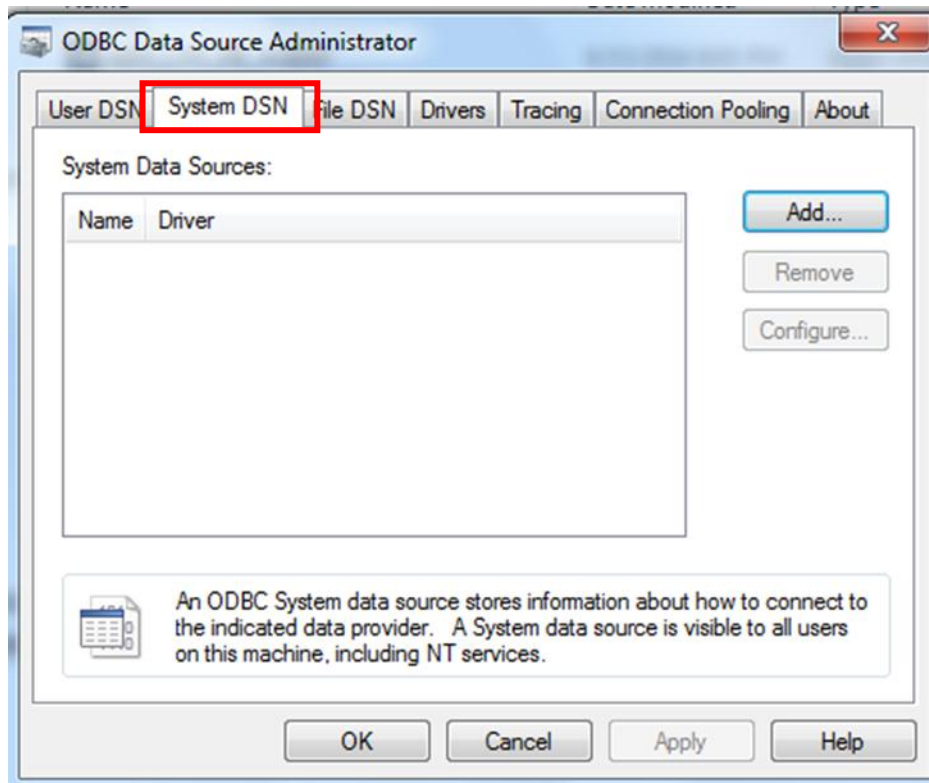 ODBC Data Source Administrator
User DSN System DSN File DSN Drivers Tracing Connection Pooling About
System Data Sources:
Name Driver
Add...
Remove
Configure...
An ODBC System data source stores information about how to connect to
the indicated data provider. A System data source is visible to all users
on this machine, including NT services.
OK Cancel Apply Help